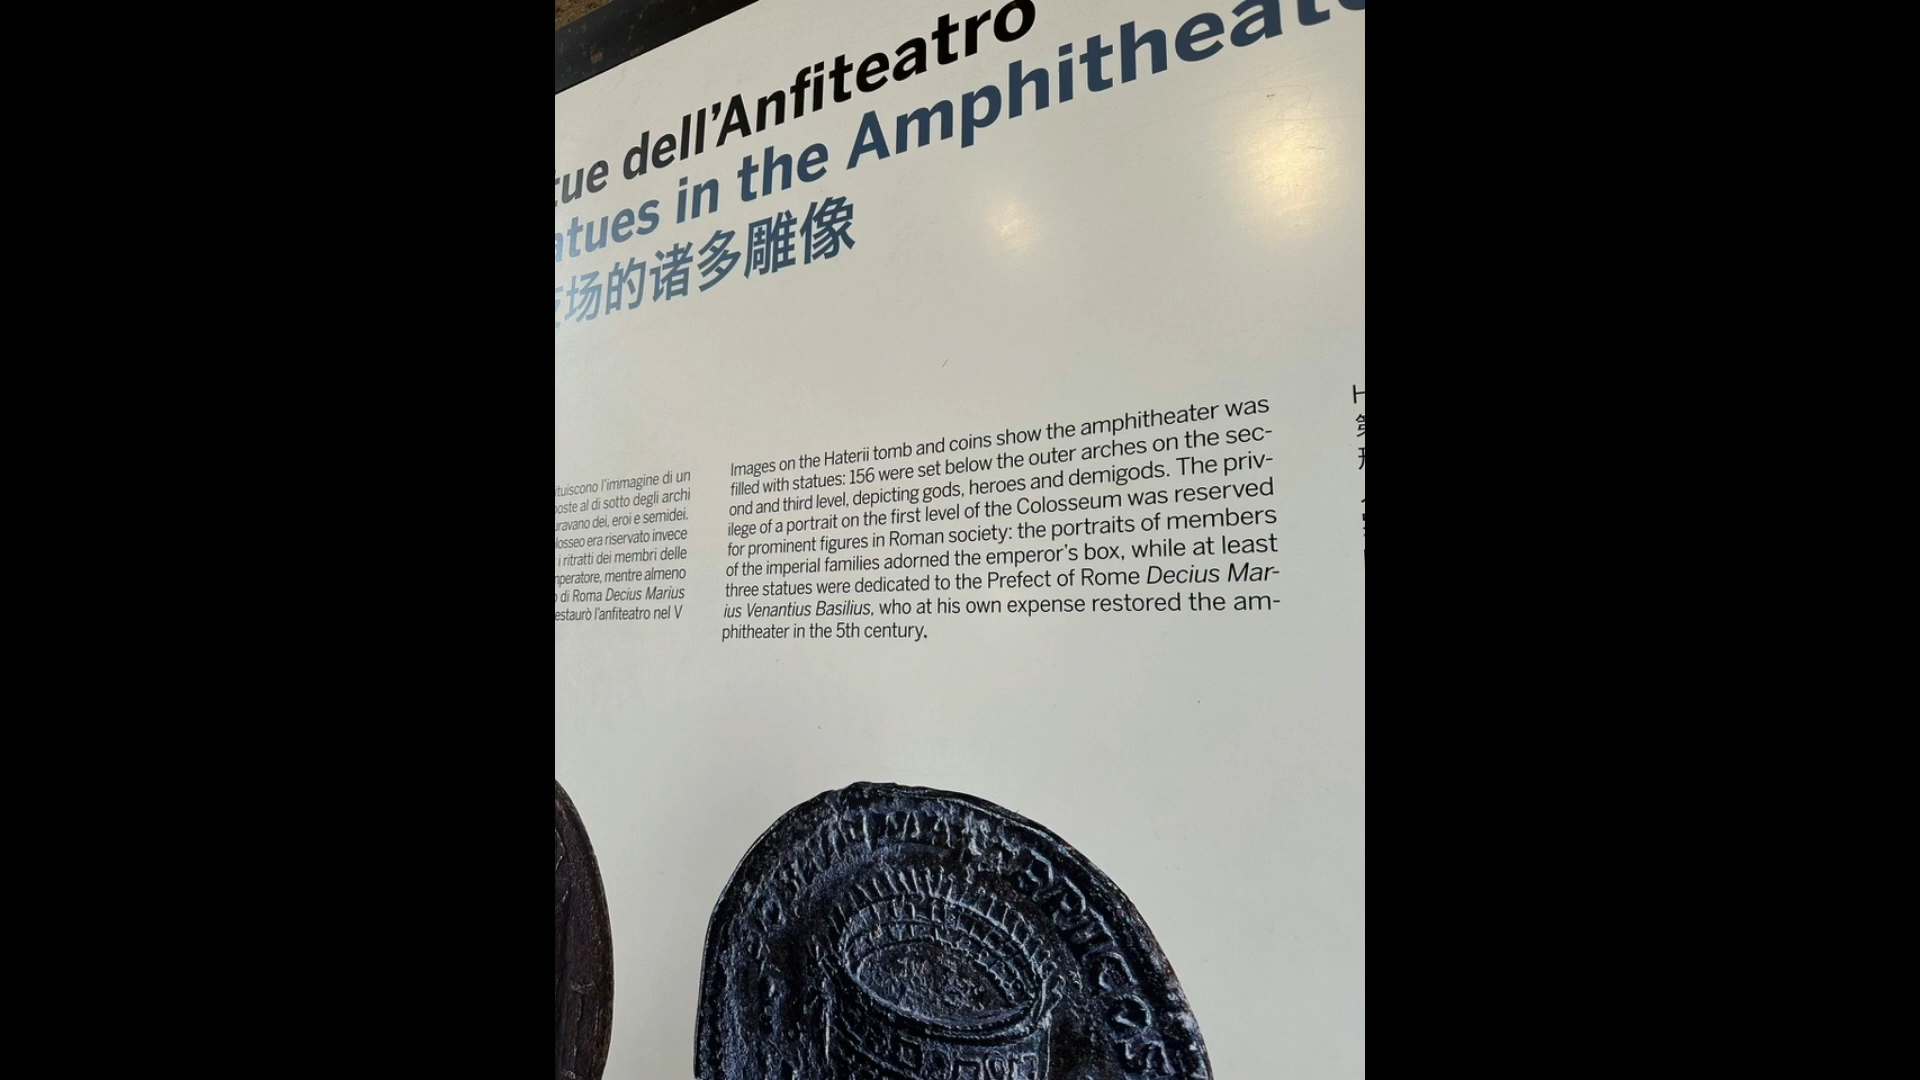 tue dell’Anfiteatro
atues in the Amphitheat
场的诸多雕像
tuiscono l’immagine di un
oste al di sotto degli archi
uravano dei, eroi e semidei.
losseo era riservato invece
i ritratti dei membri delle
nperatore, mentre almeno
di Roma Decius Marius
estaurò l’anfiteatro nel V
Images on the Haterii tomb and coins show the amphitheater was
filled with statues: 156 were set below the outer arches on the sec-
ond and third level, depicting gods, heroes and demigods. The priv-
ilege of a portrait on the first level of the Colosseum was reserved
for prominent figures in Roman society: the portraits of members
of the imperial families adorned the emperor’s box, while at least
three statues were dedicated to the Prefect of Rome Decius Mar-
ius Venantius Basilius, who at his own expense restored the am-
phitheater in the 5th century.